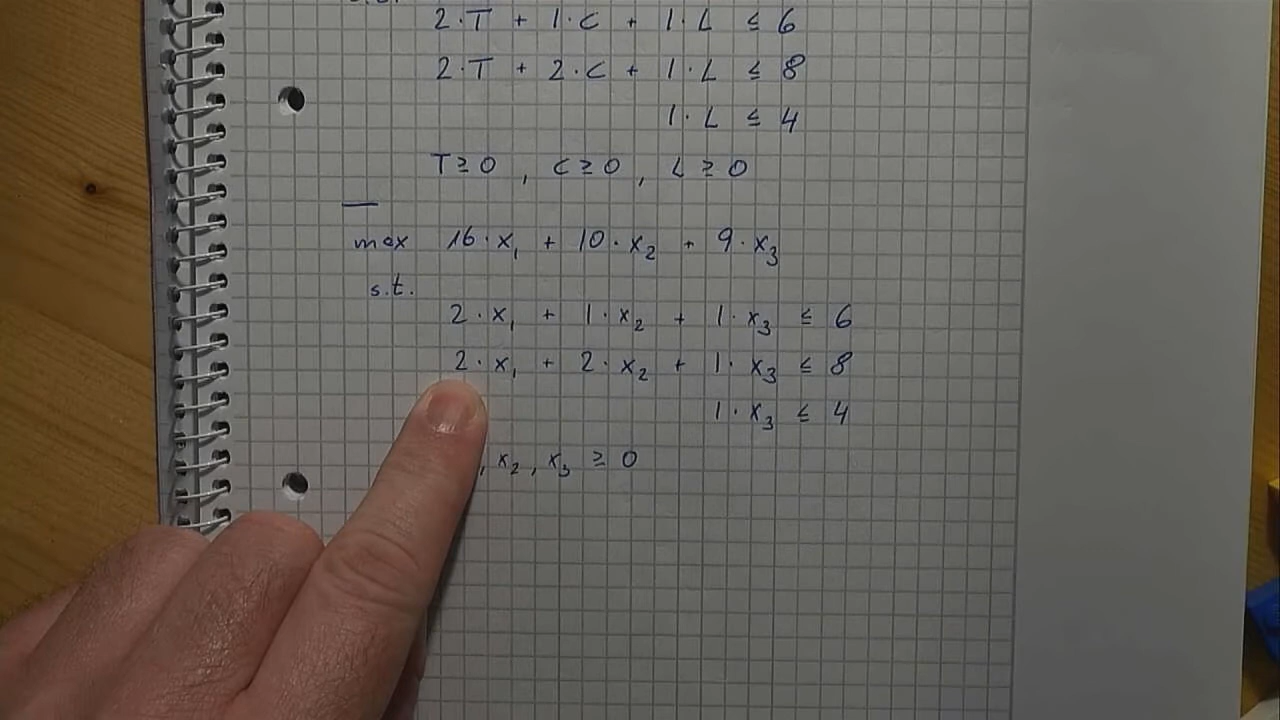 2·T + 1·C + 1·L ≤ 6
2·T + 2·C + 1·L ≤ 8
1·L ≤ 4
T≥0, C≥0, L≥0
max 16·x₁ + 10·x₂ + 9·x₃
s.t.
2·x₁ + 1·x₂ + 1·x₃ ≤ 6
2·x₁ + 2·x₂ + 1·x₃ ≤ 8
1·x₃ ≤ 4
, x₂, x₃ ≥ 0